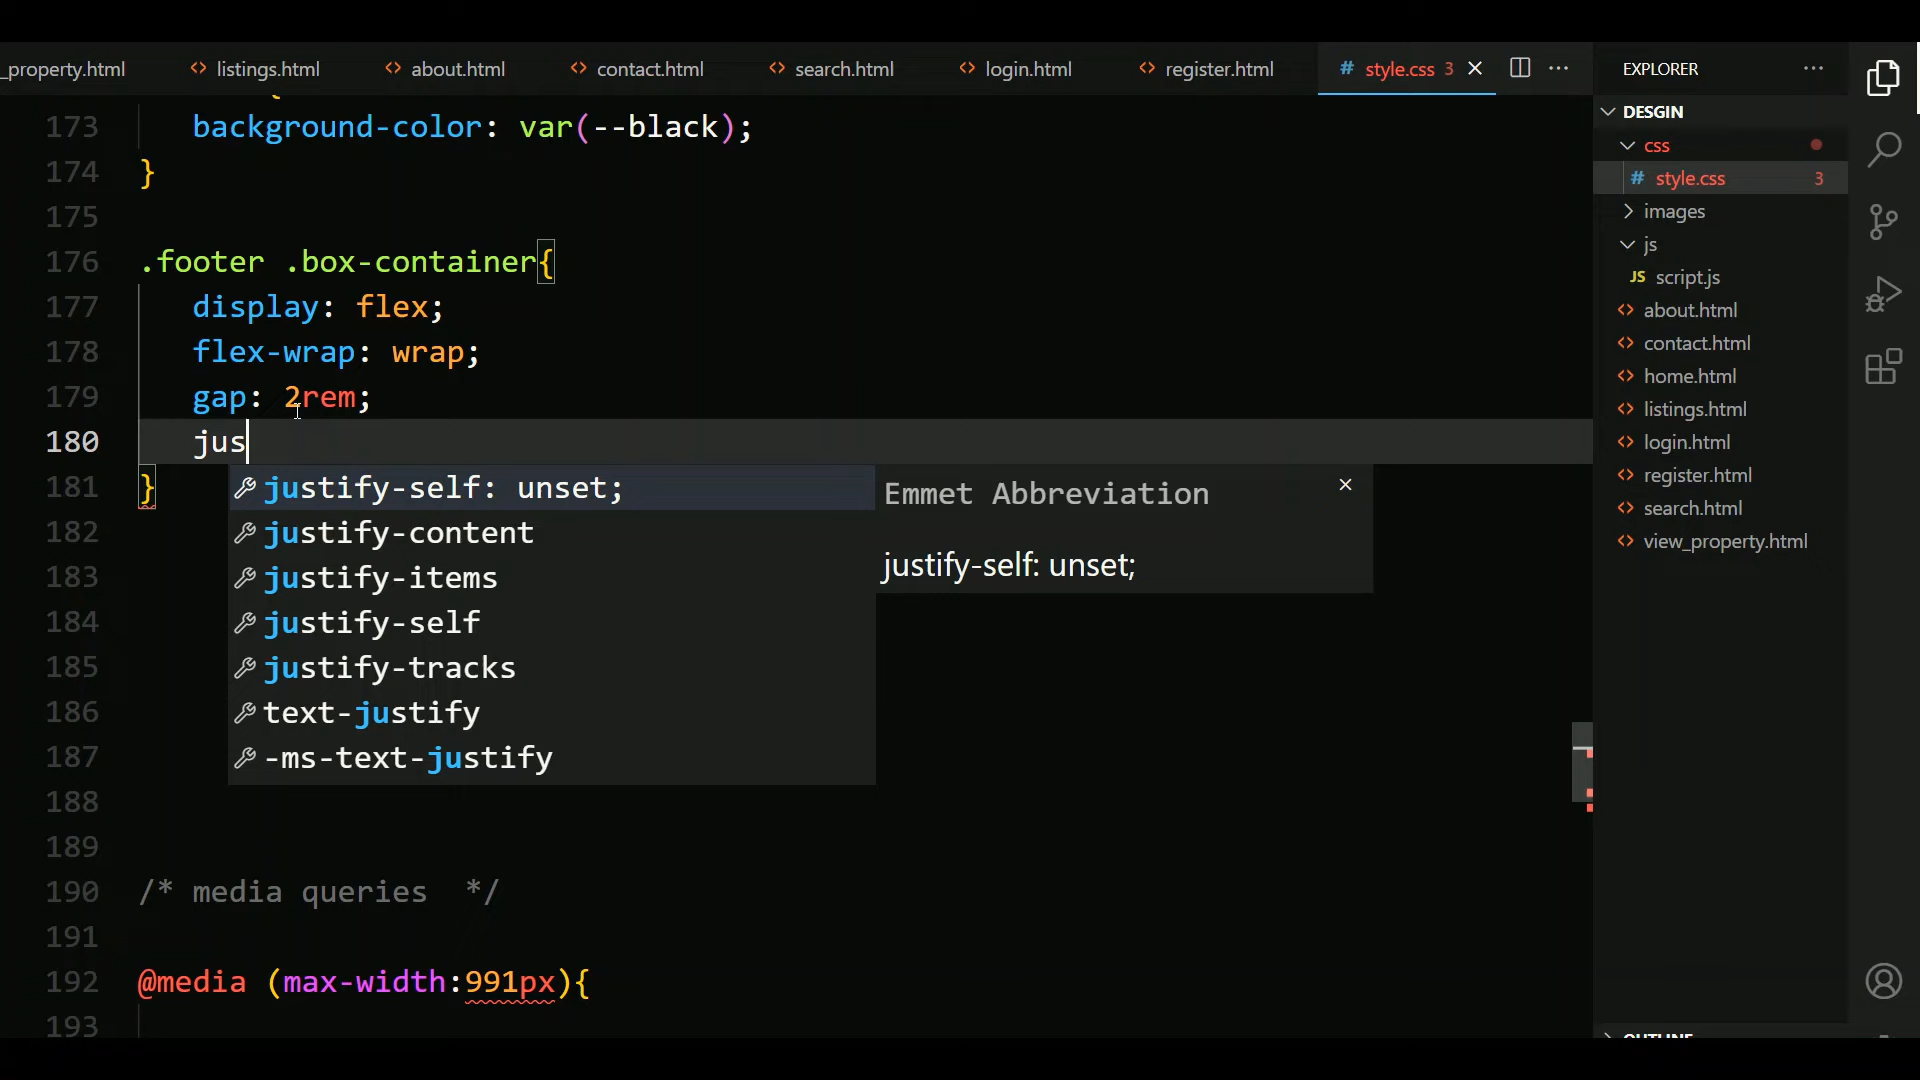 _property.html
listings.html
about.html
contact.html
search.html
login.html
register.html
# style.css 3
EXPLORER
173 background-color: var(--black);
174 }
175
176 .footer .box-container{
177 display: flex;
178 flex-wrap: wrap;
179 gap: 2rem;
180 jus
181 }
182
183
184
185
186
187
188
189
190 /* media queries  */
191
192 @media (max-width:991px){
193
justify-self: unset;
justify-content
justify-items
justify-self
justify-tracks
text-justify
-ms-text-justify
Emmet Abbreviation
justify-self: unset;
DESGIN
css
# style.css 3
images
js
JS script.js
about.html
contact.html
home.html
listings.html
login.html
register.html
search.html
view_property.html
OUTLINE